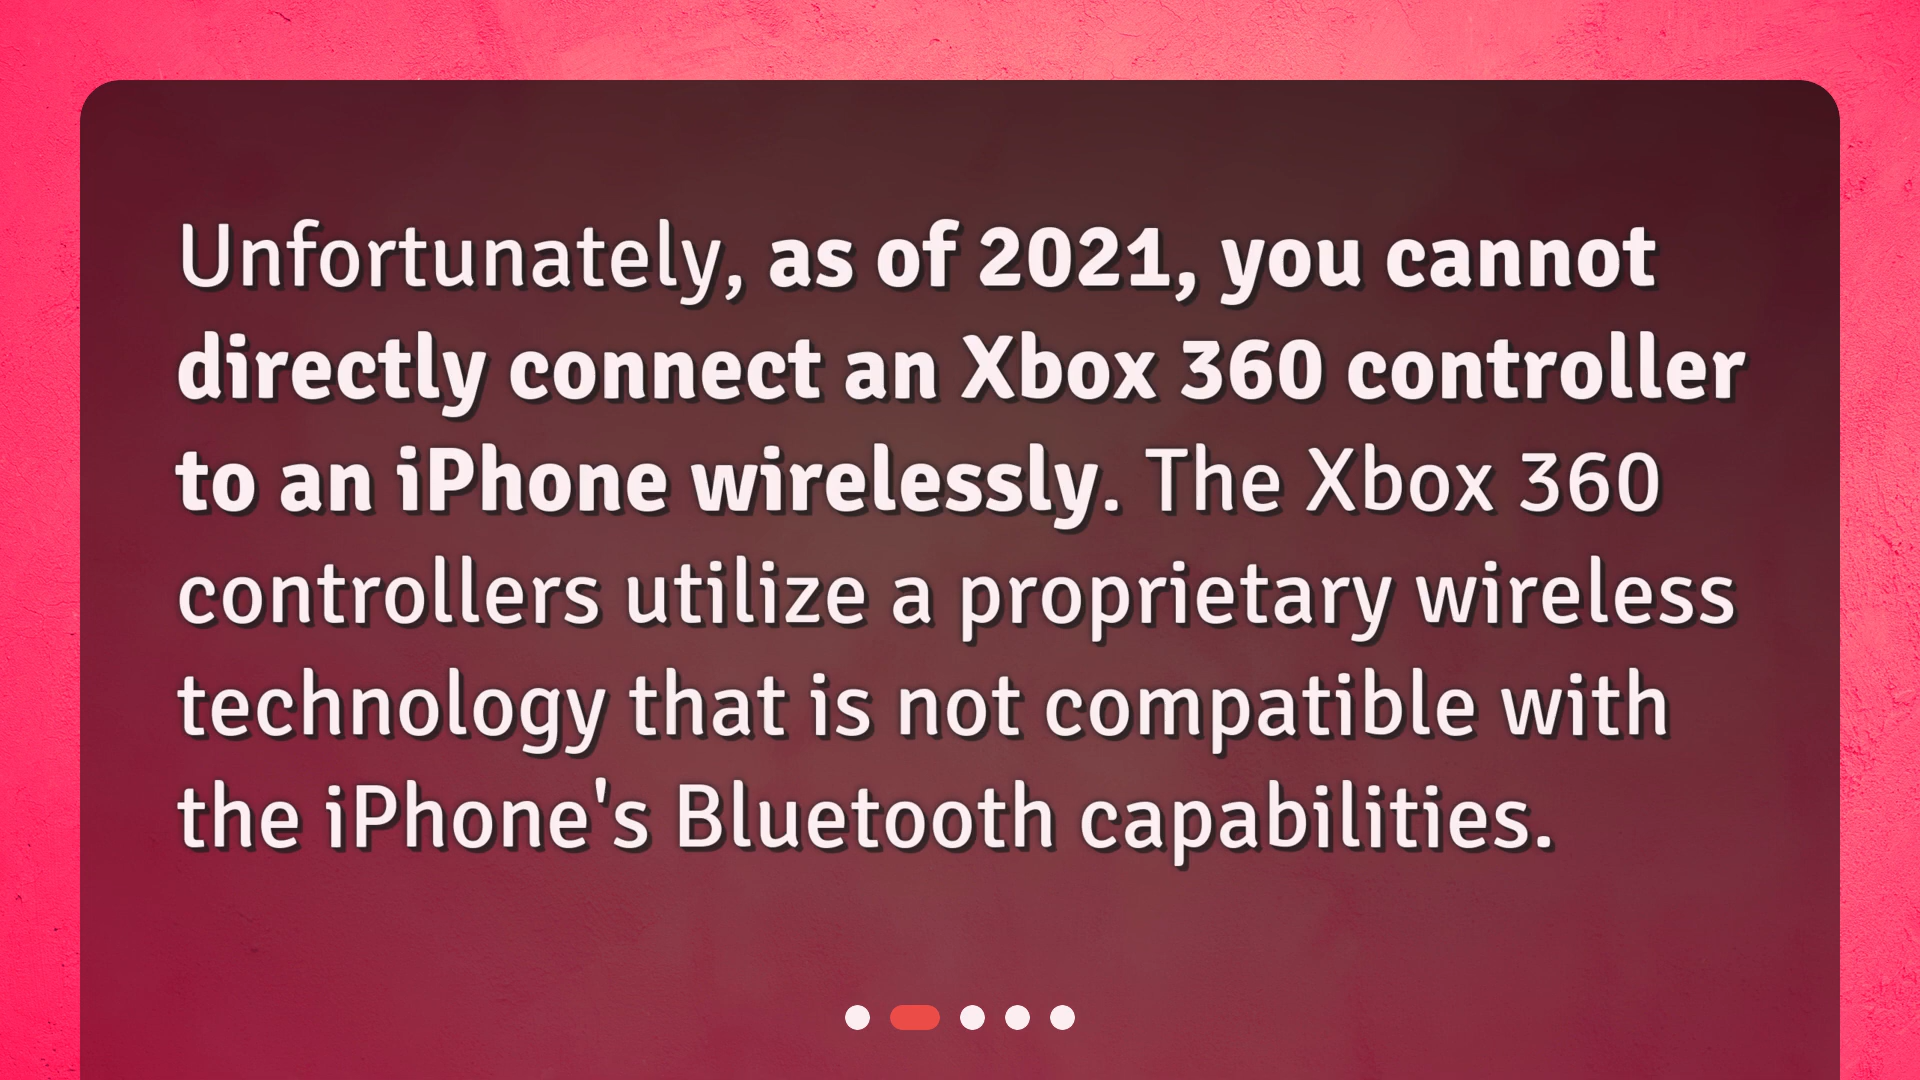 Unfortunately, as of 2021, you cannot
directly connect an Xbox 360 controller
to an iPhone wirelessly. The Xbox 360
controllers utilize a proprietary wireless
technology that is not compatible with
the iPhone's Bluetooth capabilities.